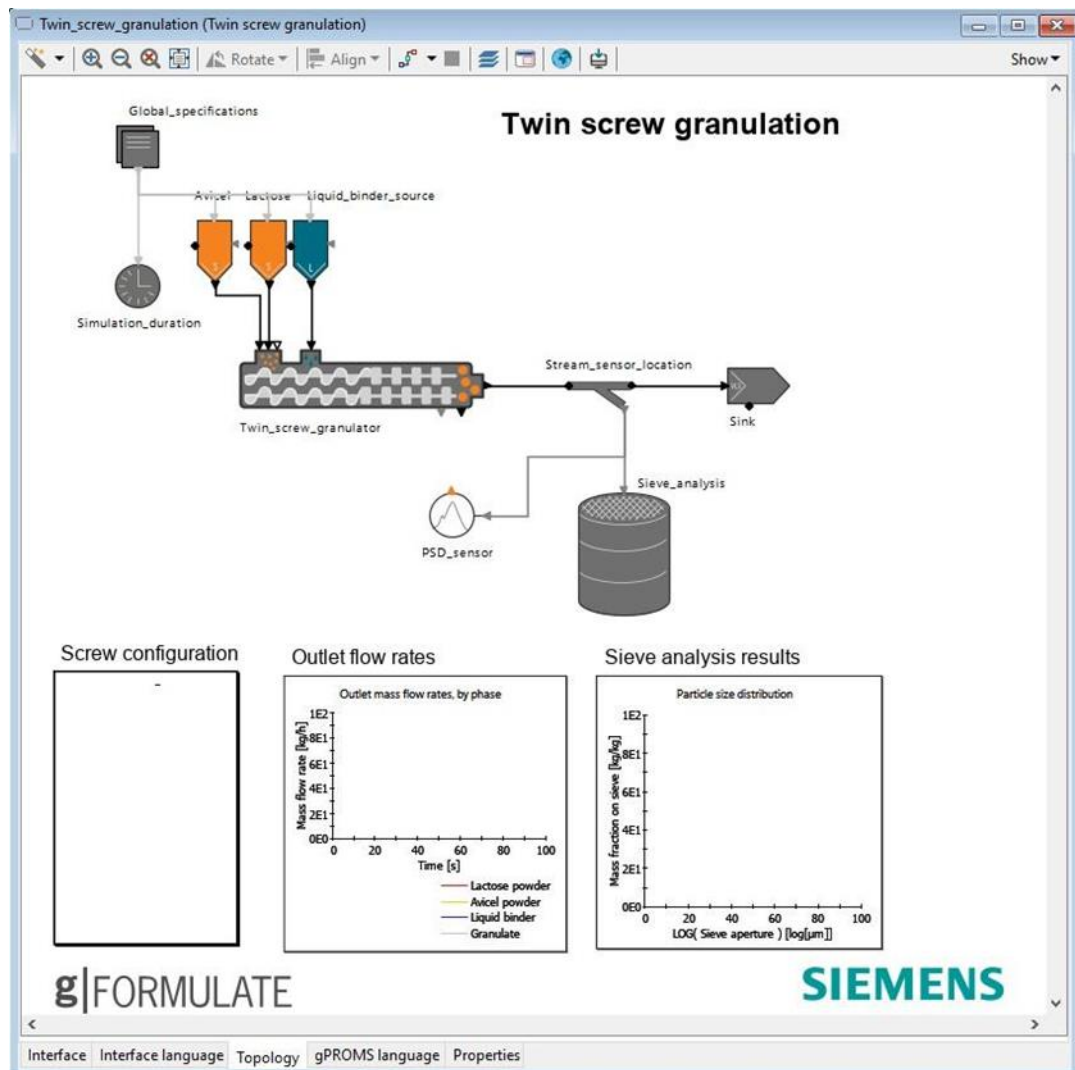 Twin_screw_granulation (Twin screw granulation)
Rotate
Align
Show
Twin screw granulation
Global_specifications
Avicel
Lactose
Liquid_binder_source
S
S
L
Simulation_duration
Twin_screw_granulator
Stream_sensor_location
Sink
Sieve_analysis
PSD_sensor
Screw configuration
-
Outlet flow rates
Outlet mass flow rates, by phase
Mass flow rate [kg/h]
1E2
8E1
6E1
4E1
2E1
0E0
0 20 40 60 80 100
Time [s]
Lactose powder
Avicel powder
Liquid binder
Granulate
Sieve analysis results
Particle size distribution
Mass fraction on sieve [kg/kg]
1E2
8E1
6E1
4E1
2E1
0E0
0 20 40 60 80 100
LOG( Sieve aperture ) [log[µm]]
g|FORMULATE
SIEMENS
Interface
Interface language
Topology
gPROMS language
Properties